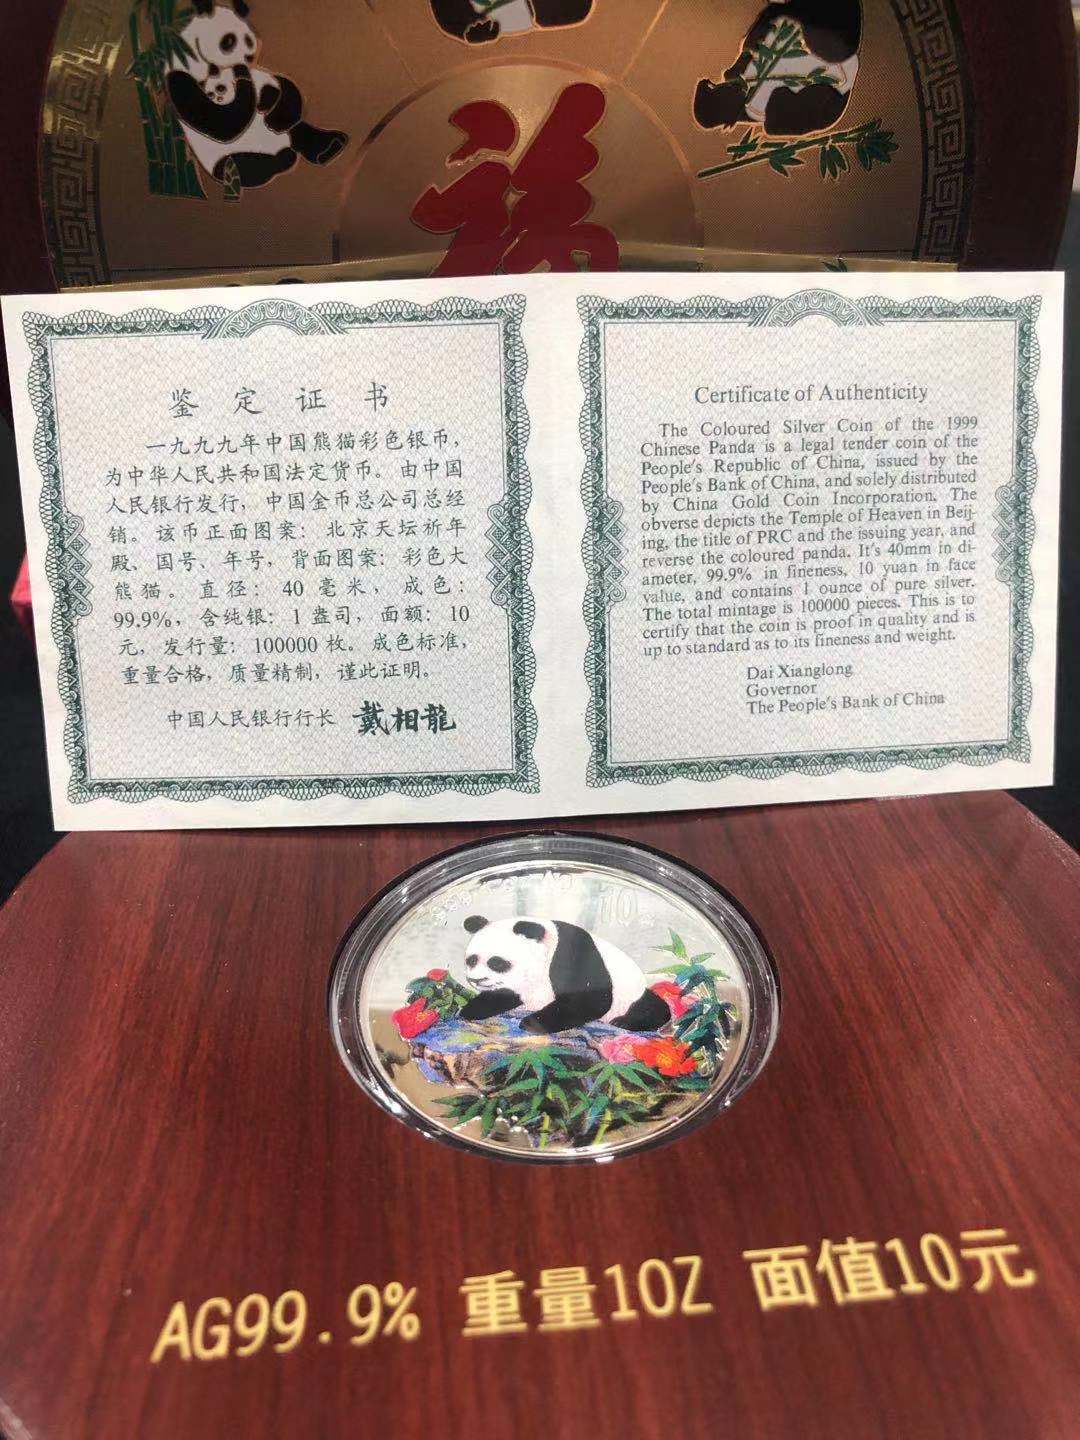 福
鉴定证书
一九九九年中国熊猫彩色银币，
为中华人民共和国法定货币。由中国
人民银行发行，中国金币总公司总经
销。该币正面图案：北京天坛祈年
殿、国号、年号，背面图案：彩色大
熊猫。直径：40毫米，成色：
99.9%，含纯银：1盎司，面额：10
元，发行量：100000枚。成色标准，
重量合格，质量精制，谨此证明。
中国人民银行行长 戴相龍
Certificate of Authenticity
The Coloured Silver Coin of the 1999
Chinese Panda is a legal tender coin of the
People's Republic of China, issued by the
People's Bank of China, and solely distributed
by China Gold Coin Incorporation. The
obverse depicts the Temple of Heaven in Beij-
ing, the title of PRC and the issuing year, and
reverse the coloured panda. It's 40mm in di-
ameter, 99.9% in fineness, 10 yuan in face
value, and contains 1 ounce of pure silver.
The total mintage is 100000 pieces. This is to
certify that the coin is proof in quality and is
up to standard as to its fineness and weight.
Dai Xianglong
Governor
The People's Bank of China
10
AG99.9% 重量1OZ 面值10元